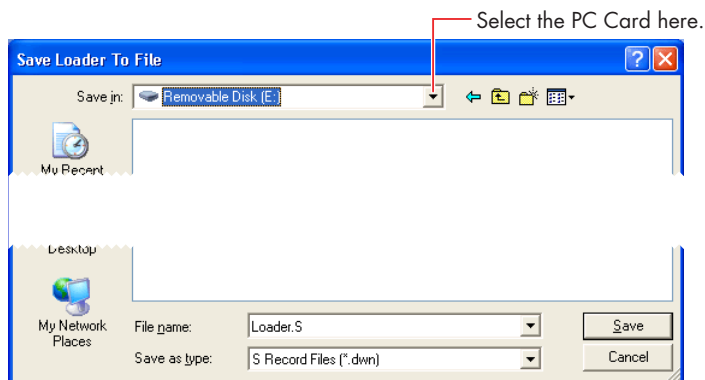 Select the PC Card here.
Save Loader To File
Save in:
Removable Disk (E:)
My Recent
Desktop
My Network
Places
File name:
Loader.S
Save
Save as type:
S Record Files (*.dwn)
Cancel